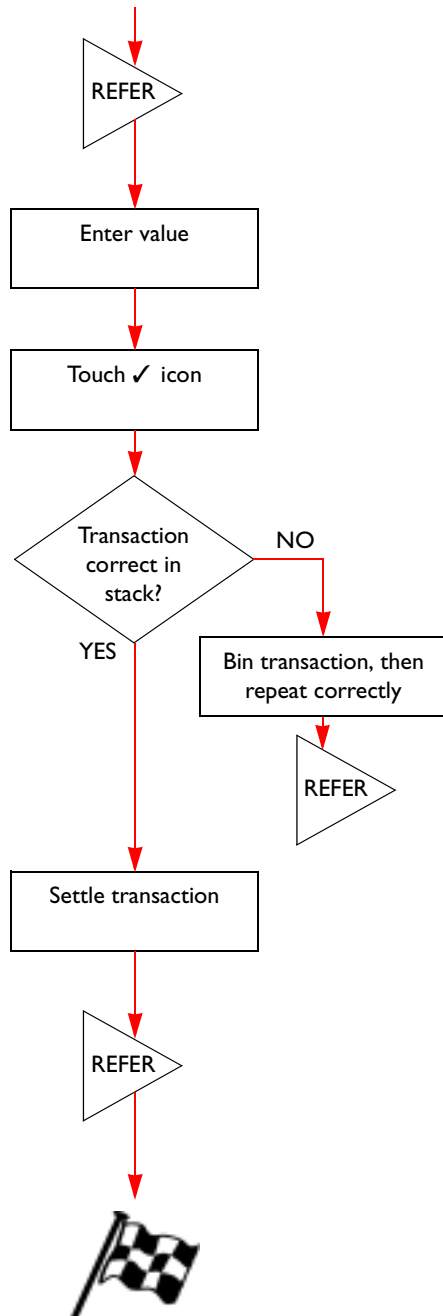 REFER
Enter value
Touch ✓ icon
Transaction
correct in
stack?
NO
YES
Bin transaction, then
repeat correctly
REFER
Settle transaction
REFER